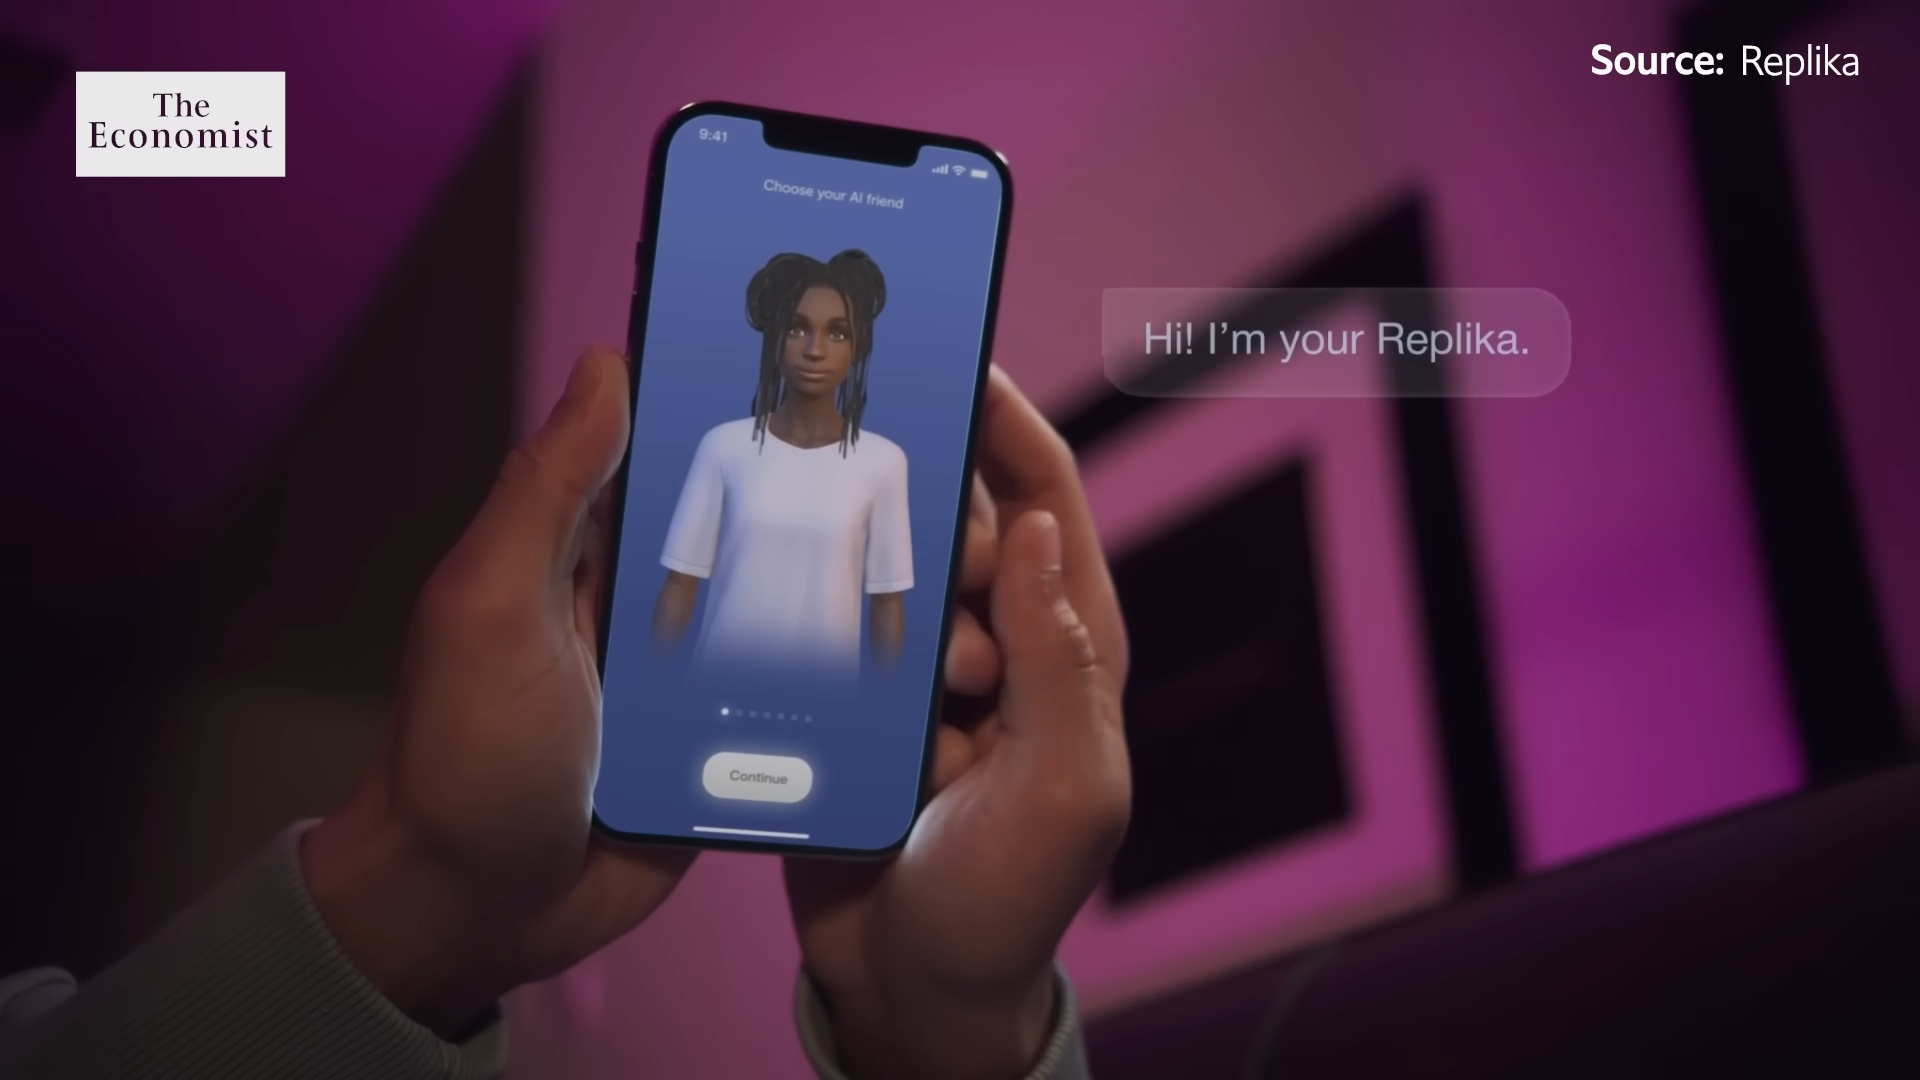 The
Economist
Source: Replika
9:41
Choose your AI friend
Hi! I'm your Replika.
Continue